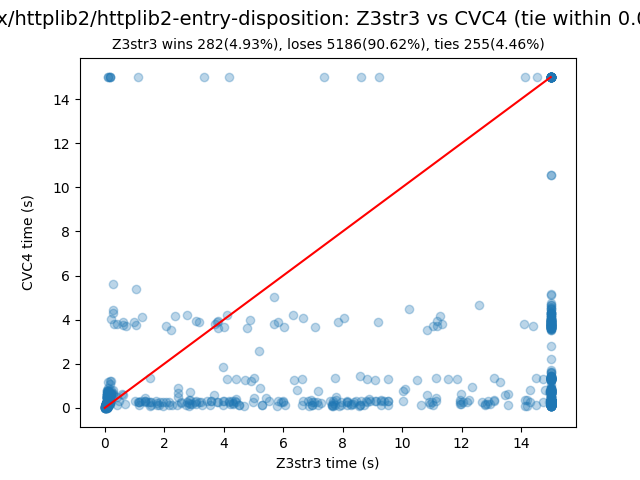 x/httplib2/httplib2-entry-disposition: Z3str3 vs CVC4 (tie within 0.0
Z3str3 wins 282(4.93%), loses 5186(90.62%), ties 255(4.46%)
14
12
10
8
6
4
2
0
CVC4 time (s)
0 2 4 6 8 10 12 14
Z3str3 time (s)